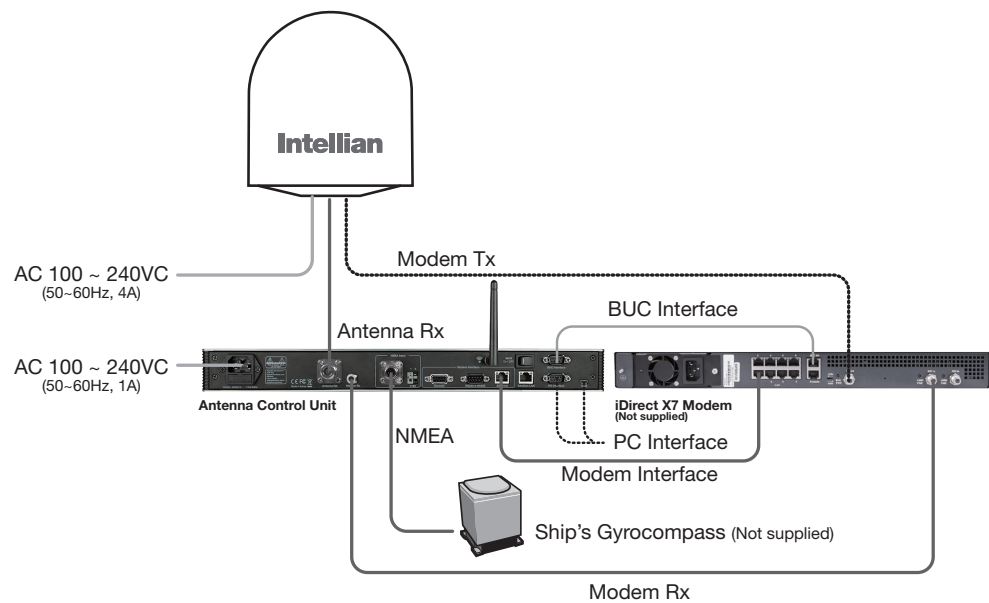 Intellian
Modem Tx
AC 100 ~ 240VC
(50~60Hz, 4A)
BUC Interface
Antenna Rx
AC 100 ~ 240VC
(50~60Hz, 1A)
Antenna Control Unit
iDirect X7 Modem
(Not supplied)
NMEA
PC Interface
Modem Interface
Ship's Gyrocompass (Not supplied)
Modem Rx